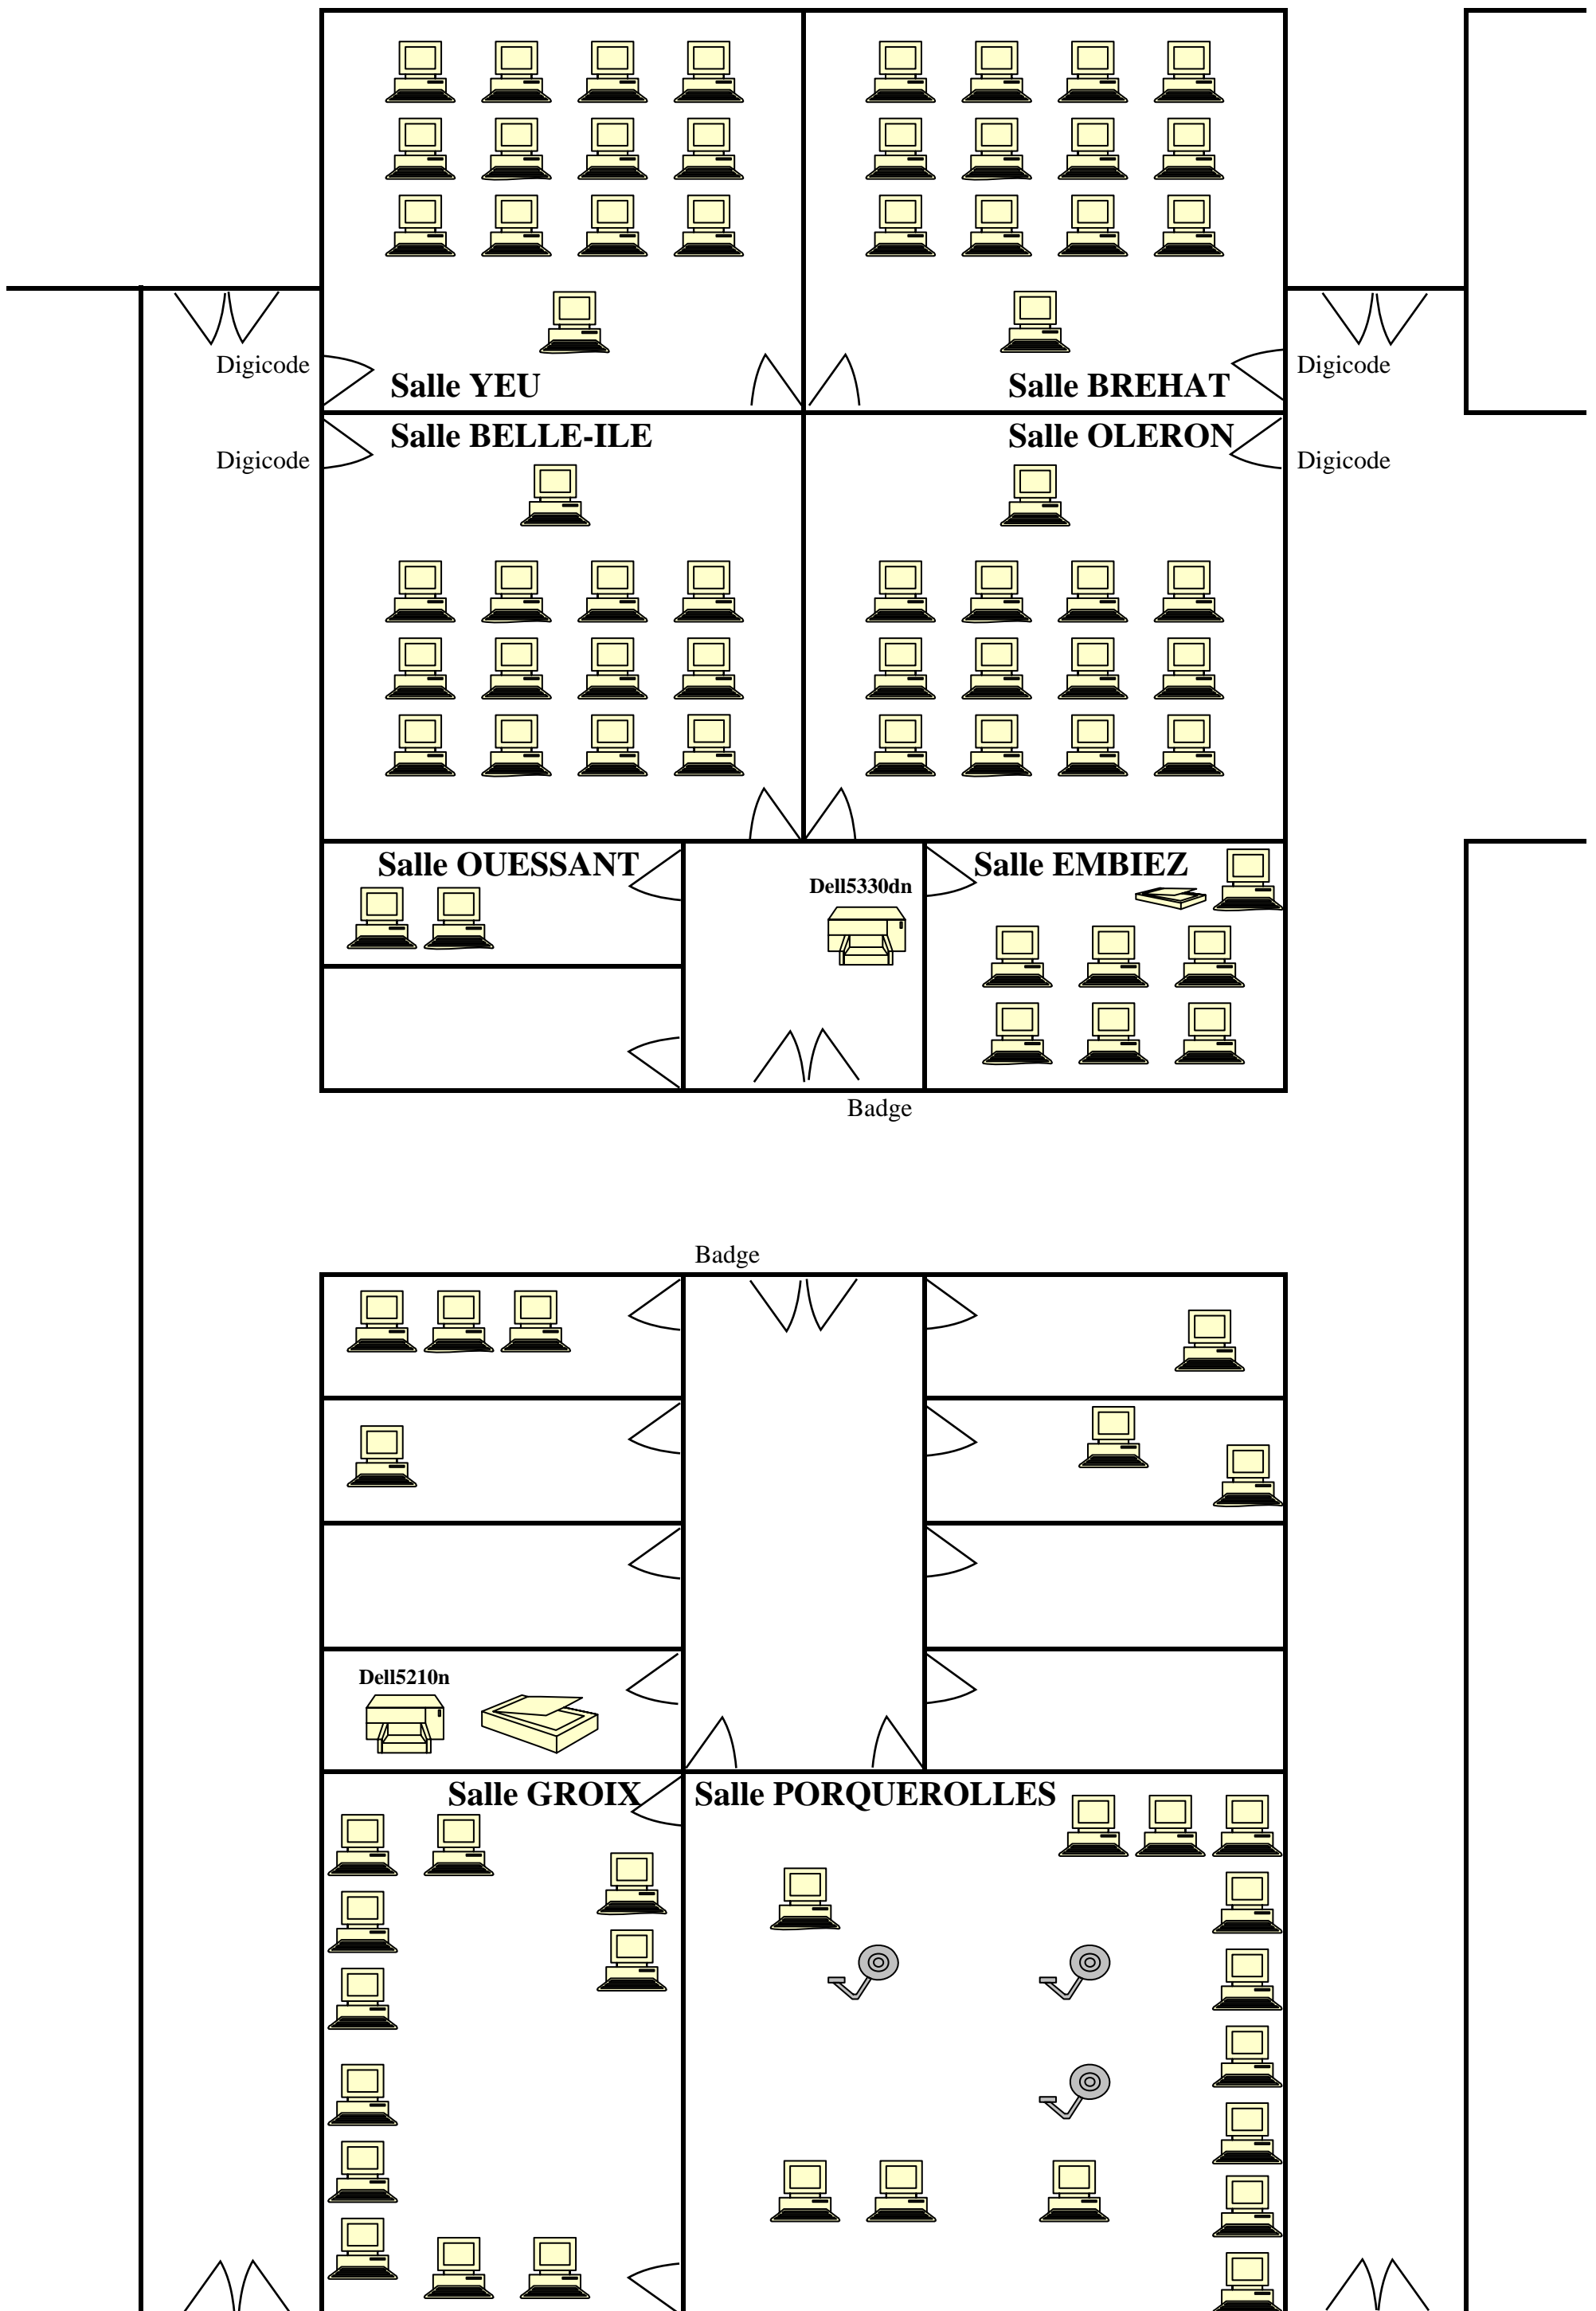 Digicode
Digicode
Salle YEU
Salle BREHAT
Digicode
Digicode
Salle BELLE-ILE
Salle OLERON
Salle OUESSANT
Salle EMBIEZ
Dell5330dn
Badge
Badge
Dell5210n
Salle GROIX
Salle PORQUEROLLES